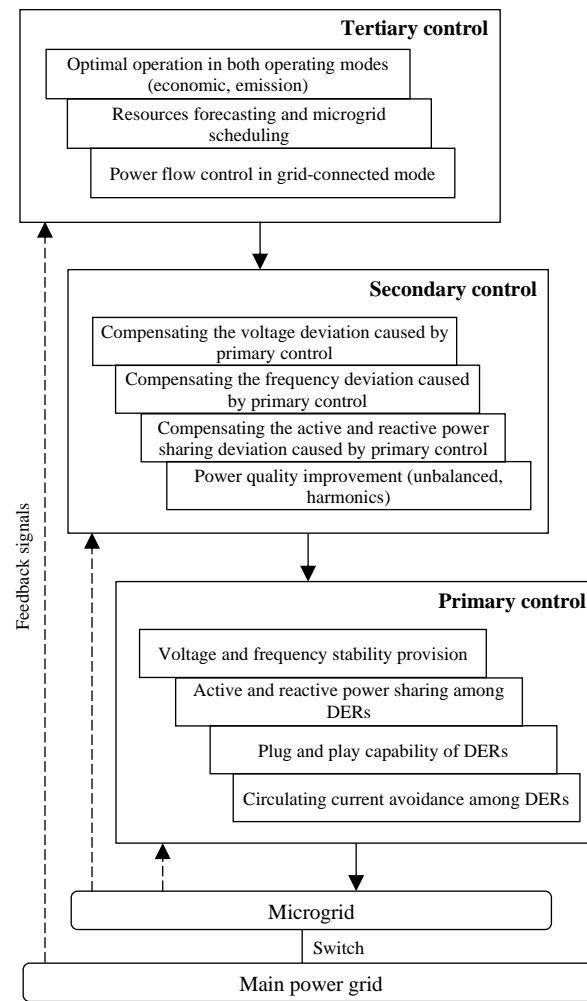 Tertiary control
Optimal operation in both operating modes
(economic, emission)
Resources forecasting and microgrid
scheduling
Power flow control in grid-connected mode
Secondary control
Compensating the voltage deviation caused by
primary control
Compensating the frequency deviation caused
by primary control
Compensating the active and reactive power
sharing deviation caused by primary control
Power quality improvement (unbalanced,
harmonics)
Feedback signals
Primary control
Voltage and frequency stability provision
Active and reactive power sharing among
DERs
Plug and play capability of DERs
Circulating current avoidance among DERs
Microgrid
Switch
Main power grid